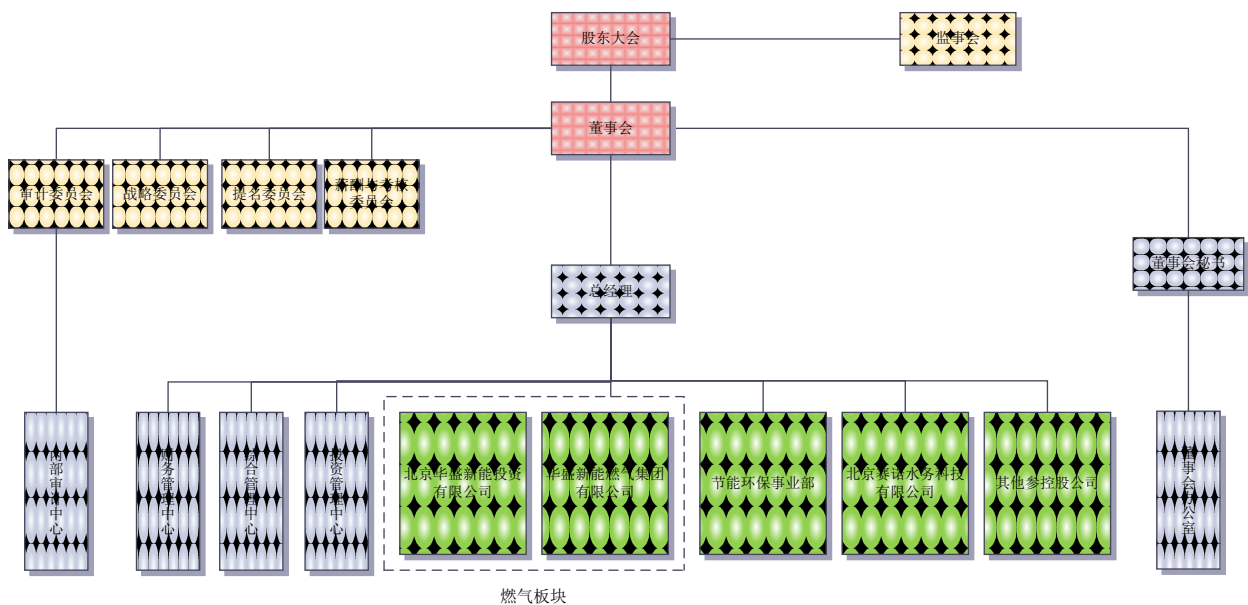 股东大会
监事会
董事会
审计委员会
战略委员会
提名委员会
薪酬与考核
委员会
董事会秘书
总经理
内部审计中心
财务管理中心
综合管理中心
投资管理中心
北京华盛新能投资
有限公司
华盛新能燃气集团
有限公司
节能环保事业部
北京赛诺水务科技
有限公司
其他参控股公司
董事会办公室
燃气板块